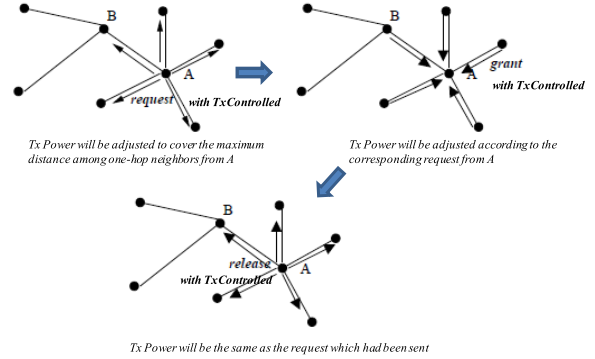 B
A
request
with TxControlled
Tx Power will be adjusted to cover the maximum
distance among one-hop neighbors from A
B
grant
A
with TxControlled
Tx Power will be adjusted according to the
corresponding request from A
B
release
A
with TxControlled
Tx Power will be the same as the request which had been sent